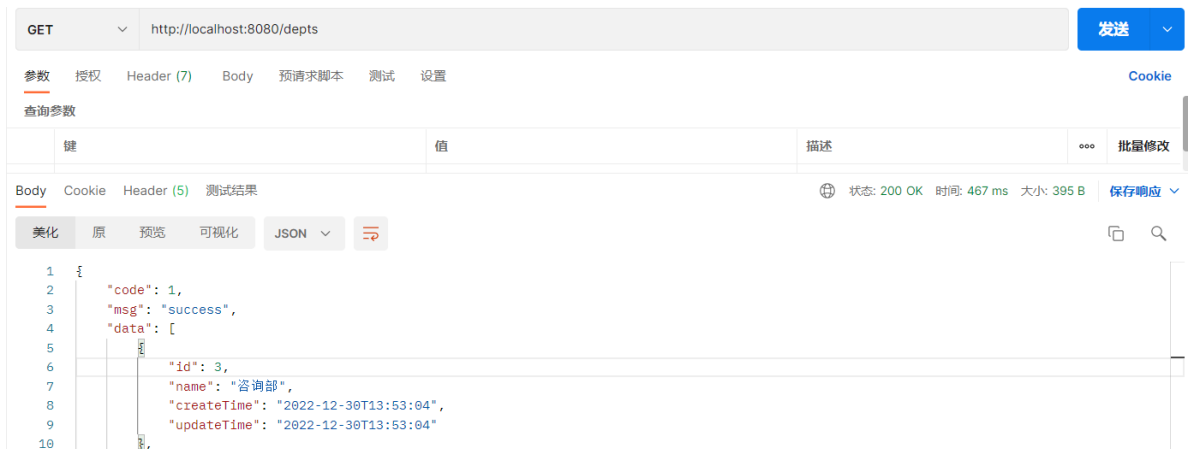 GET http://localhost:8080/depts 发送
参数 授权 Header (7) Body 预请求脚本 测试 设置 Cookie
查询参数
键 值 描述 批量修改
Body Cookie Header (5) 测试结果 状态: 200 OK 时间: 467 ms 大小: 395 B 保存响应
美化 原 预览 可视化 JSON
1 {
2 "code": 1,
3 "msg": "success",
4 "data": [
5 {
6 "id": 3,
7 "name": "咨询部",
8 "createTime": "2022-12-30T13:53:04",
9 "updateTime": "2022-12-30T13:53:04"
10 },